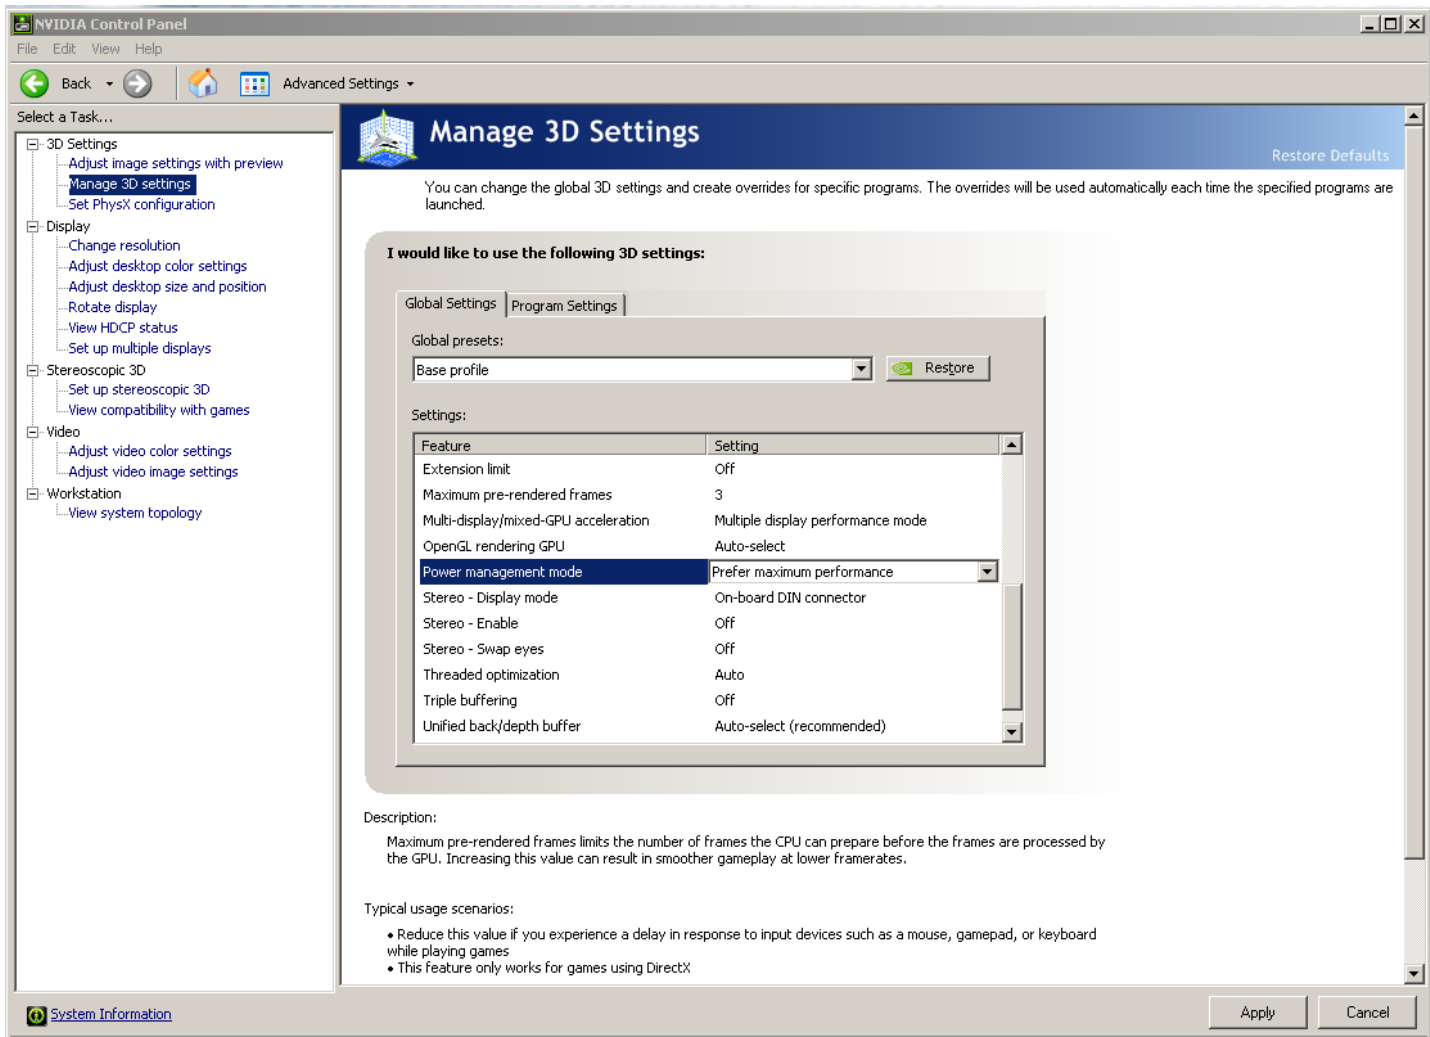 NVIDIA Control Panel
File Edit View Help
Back Advanced Settings
Select a Task...
3D Settings
Adjust image settings with preview
Manage 3D settings
Set PhysX configuration
Display
Change resolution
Adjust desktop color settings
Adjust desktop size and position
Rotate display
View HDCP status
Set up multiple displays
Stereoscopic 3D
Set up stereoscopic 3D
View compatibility with games
Video
Adjust video color settings
Adjust video image settings
Workstation
View system topology
Manage 3D Settings
Restore Defaults
You can change the global 3D settings and create overrides for specific programs. The overrides will be used automatically each time the specified programs are
launched.
I would like to use the following 3D settings:
Global Settings Program Settings
Global presets:
Base profile Restore
Settings:
Feature Setting
Extension limit Off
Maximum pre-rendered frames 3
Multi-display/mixed-GPU acceleration Multiple display performance mode
OpenGL rendering GPU Auto-select
Power management mode Prefer maximum performance
Stereo - Display mode On-board DIN connector
Stereo - Enable Off
Stereo - Swap eyes Off
Threaded optimization Auto
Triple buffering Off
Unified back/depth buffer Auto-select (recommended)
Description:
Maximum pre-rendered frames limits the number of frames the CPU can prepare before the frames are processed by
the GPU. Increasing this value can result in smoother gameplay at lower framerates.
Typical usage scenarios:
• Reduce this value if you experience a delay in response to input devices such as a mouse, gamepad, or keyboard
while playing games
• This feature only works for games using DirectX
System Information
Apply Cancel